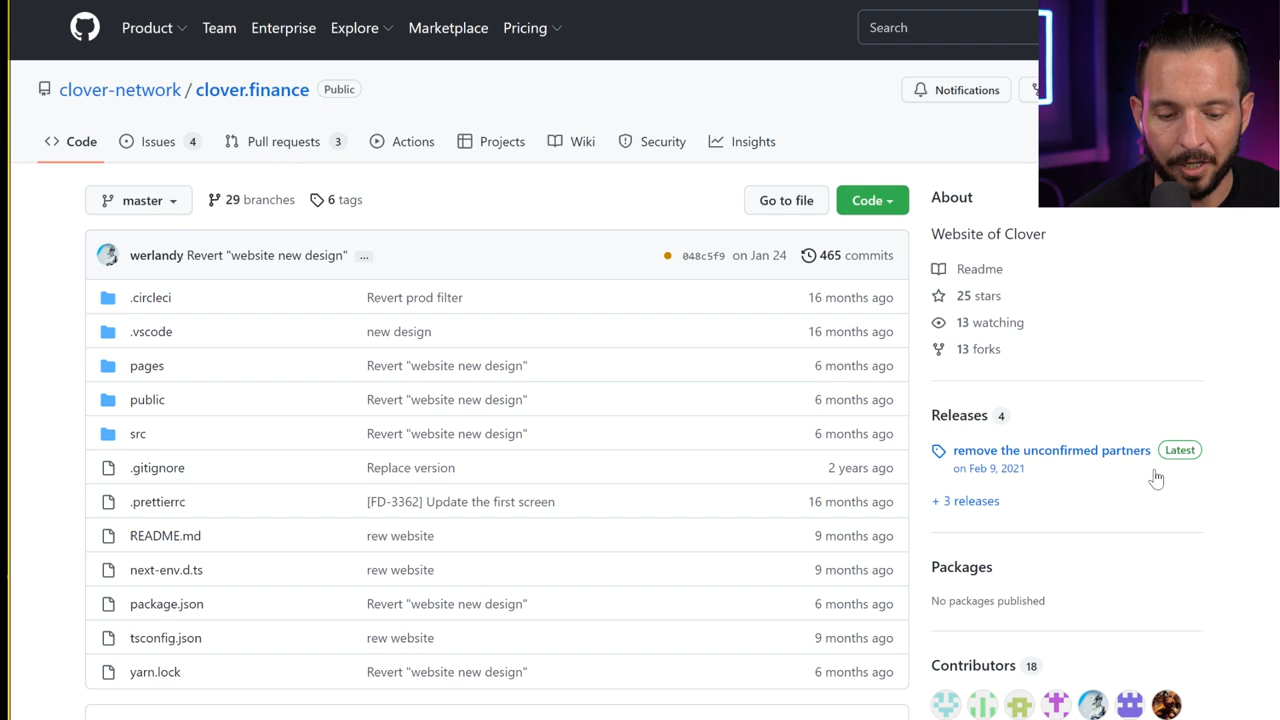 Product Team Enterprise Explore Marketplace Pricing Search
clover-network / clover.finance Public Notifications
Code Issues 4 Pull requests 3 Actions Projects Wiki Security Insights
master 29 branches 6 tags Go to file Code
About
Website of Clover
werlandy Revert "website new design" ... 048c5f9 on Jan 24 465 commits
.circleci Revert prod filter 16 months ago
.vscode new design 16 months ago
pages Revert "website new design" 6 months ago
public Revert "website new design" 6 months ago
src Revert "website new design" 6 months ago
.gitignore Replace version 2 years ago
.prettierrc [FD-3362] Update the first screen 16 months ago
README.md rew website 9 months ago
next-env.d.ts rew website 9 months ago
package.json Revert "website new design" 6 months ago
tsconfig.json rew website 9 months ago
yarn.lock Revert "website new design" 6 months ago
Readme
25 stars
13 watching
13 forks
Releases 4
remove the unconfirmed partners Latest
on Feb 9, 2021
+ 3 releases
Packages
No packages published
Contributors 18